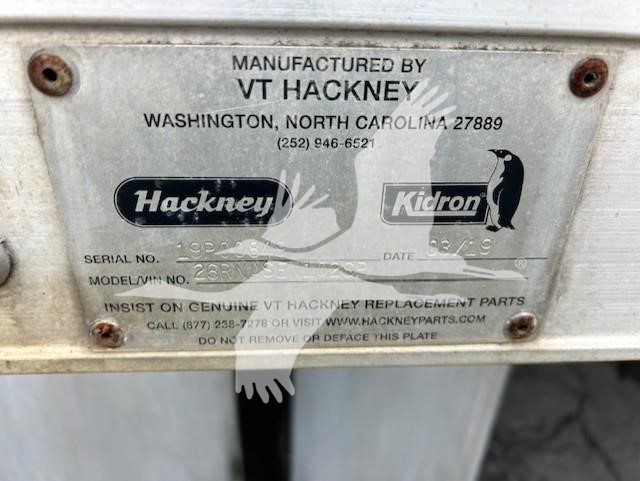 MANUFACTURED BY
VT HACKNEY
WASHINGTON, NORTH CAROLINA 27889
(252) 946-6521
Hackney
Kidron
SERIAL NO.
DATE 03/19
MODEL/VIN NO.
INSIST ON GENUINE VT HACKNEY REPLACEMENT PARTS
CALL (877) 238-7278 OR VISIT WWW.HACKNEYPARTS.COM
DO NOT REMOVE OR DEFACE THIS PLATE